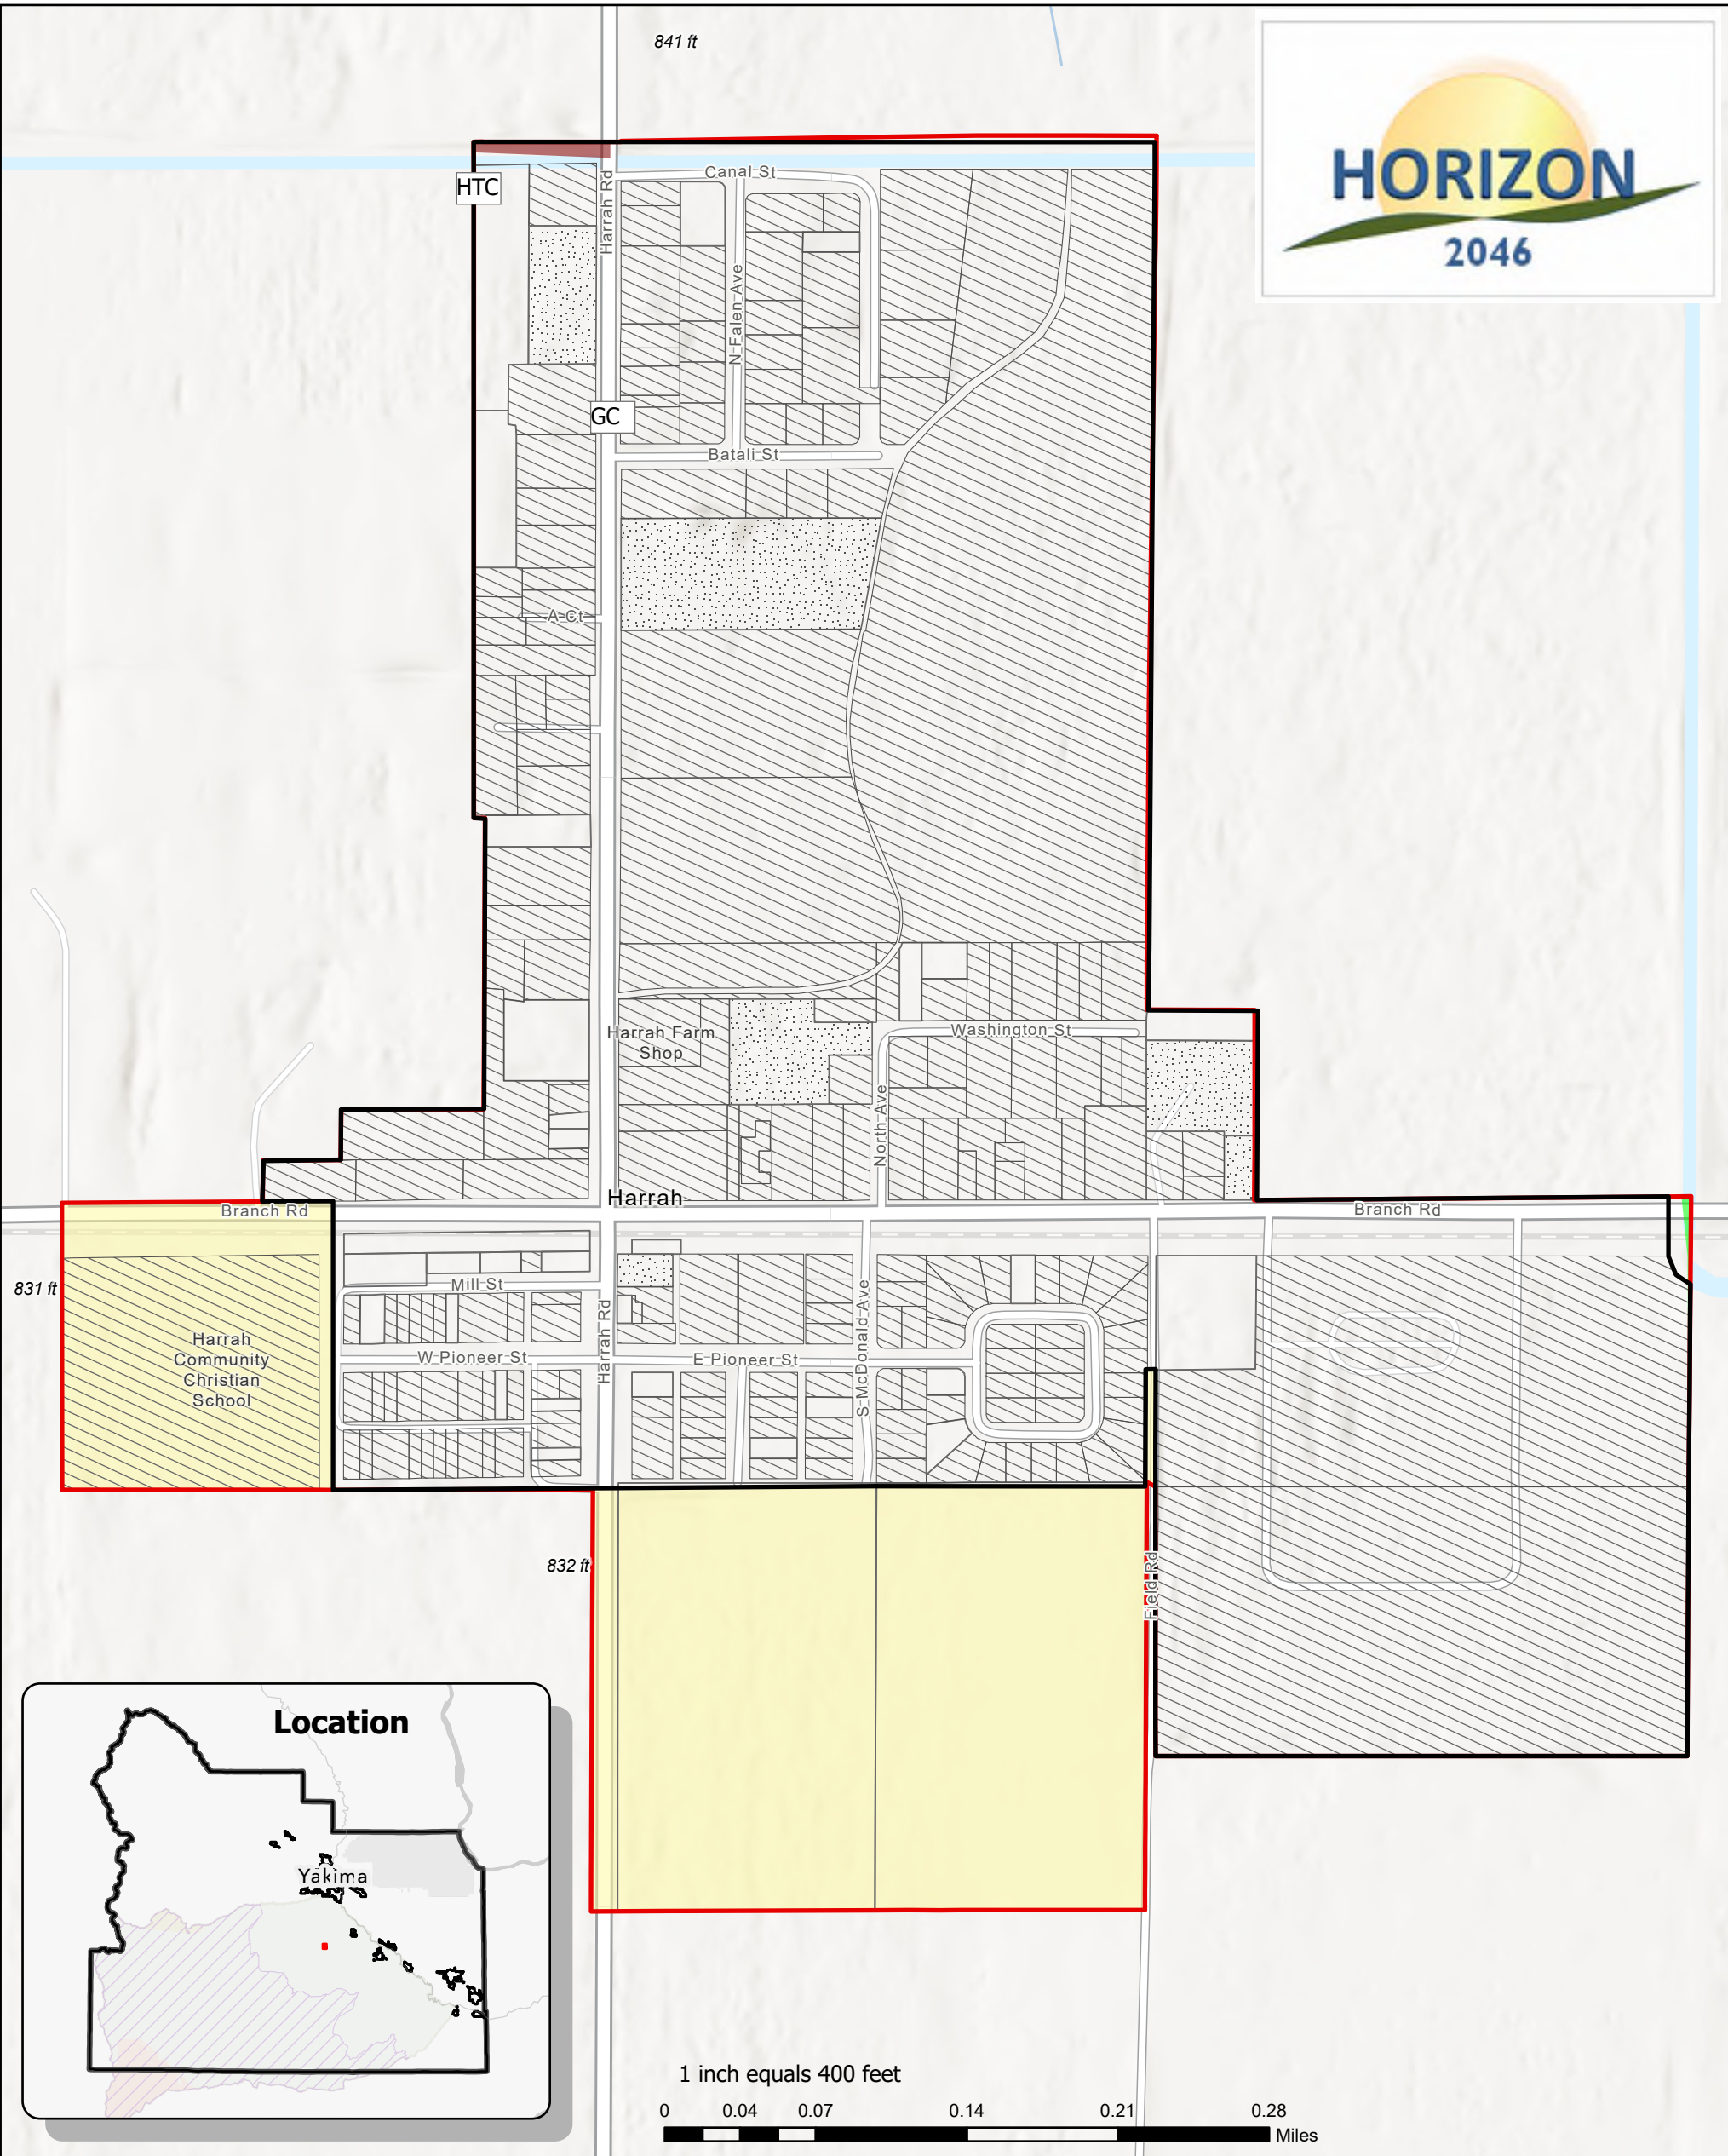 841 ft
HORIZON
2046
HTC
Canal St
Harrah Rd
N Falen Ave
GC
Batali St
A Ct
Harrah Farm
Shop
Washington St
North Ave
Harrah
Branch Rd
Branch Rd
831 ft
Mill St
Harrah
Community
Christian
School
W Pioneer St
Harrah Rd
E Pioneer St
S McDonald Ave
832 ft
Field Rd
Location
Yakima
1 inch equals 400 feet
0 0.04 0.07 0.14 0.21 0.28
Miles